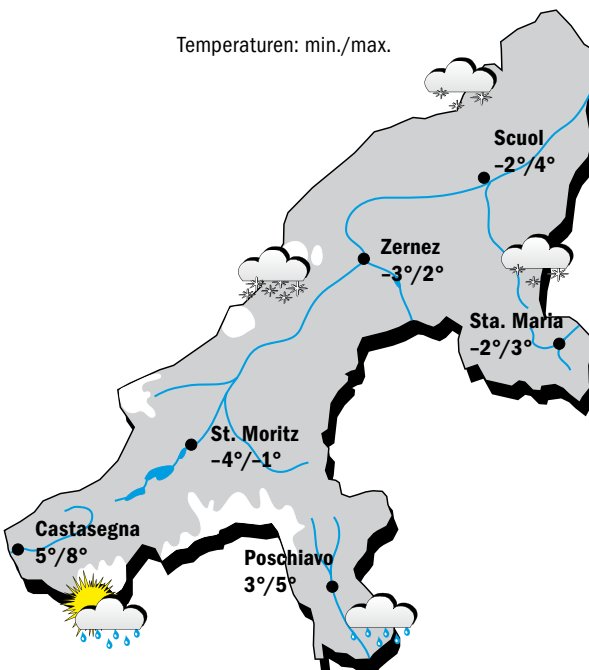 Temperaturen: min./max.
Scuol
–2°/4°
Zernez
–3°/2°
Sta. Maria
–2°/3°
St. Moritz
–4°/–1°
Castasegna
5°/8°
Poschiavo
3°/5°